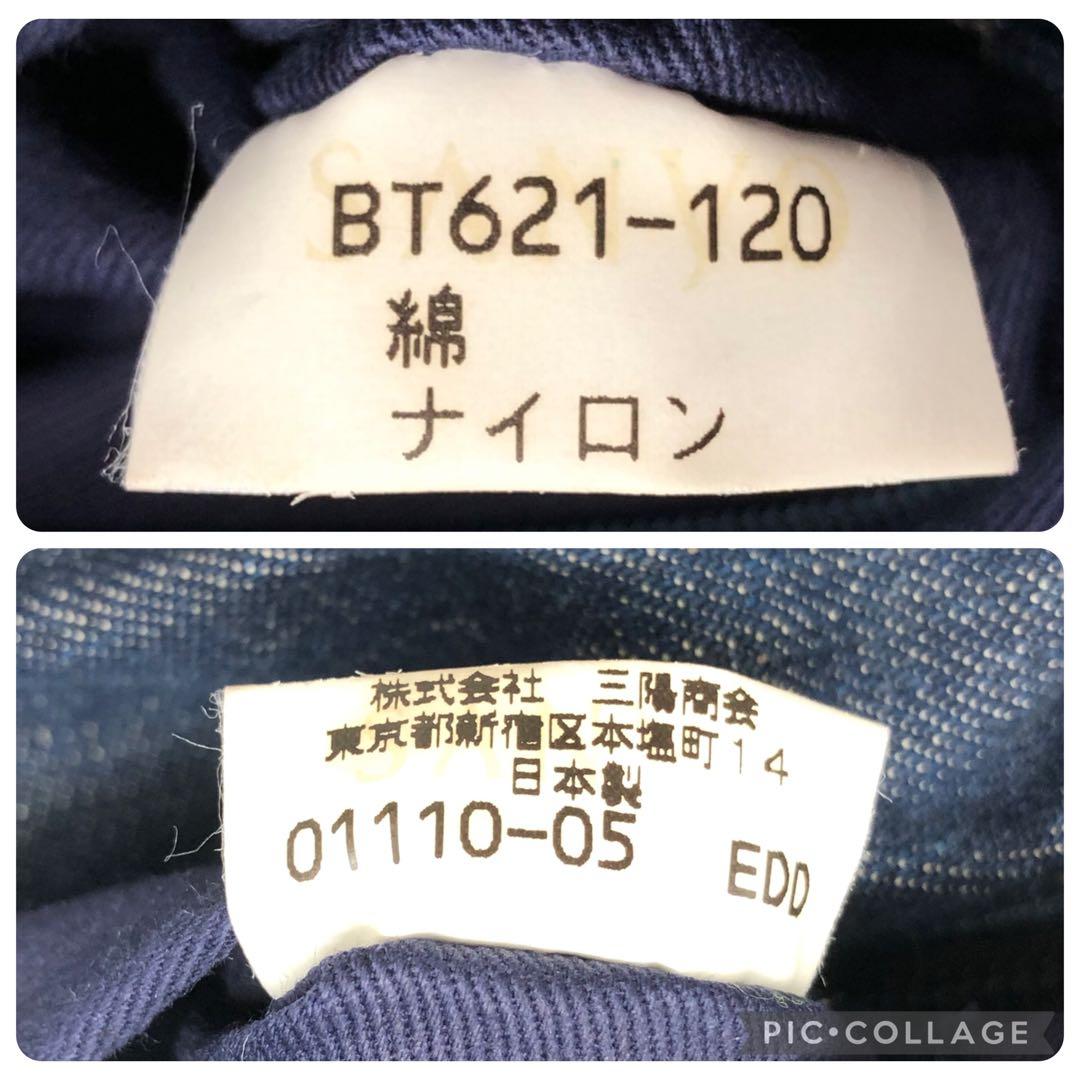 SANYO
BT621-120
綿
ナイロン
株式会社 三陽商会
東京都新宿区本塩町14
日本製
01110-05 EDD
PIC•COLLAGE